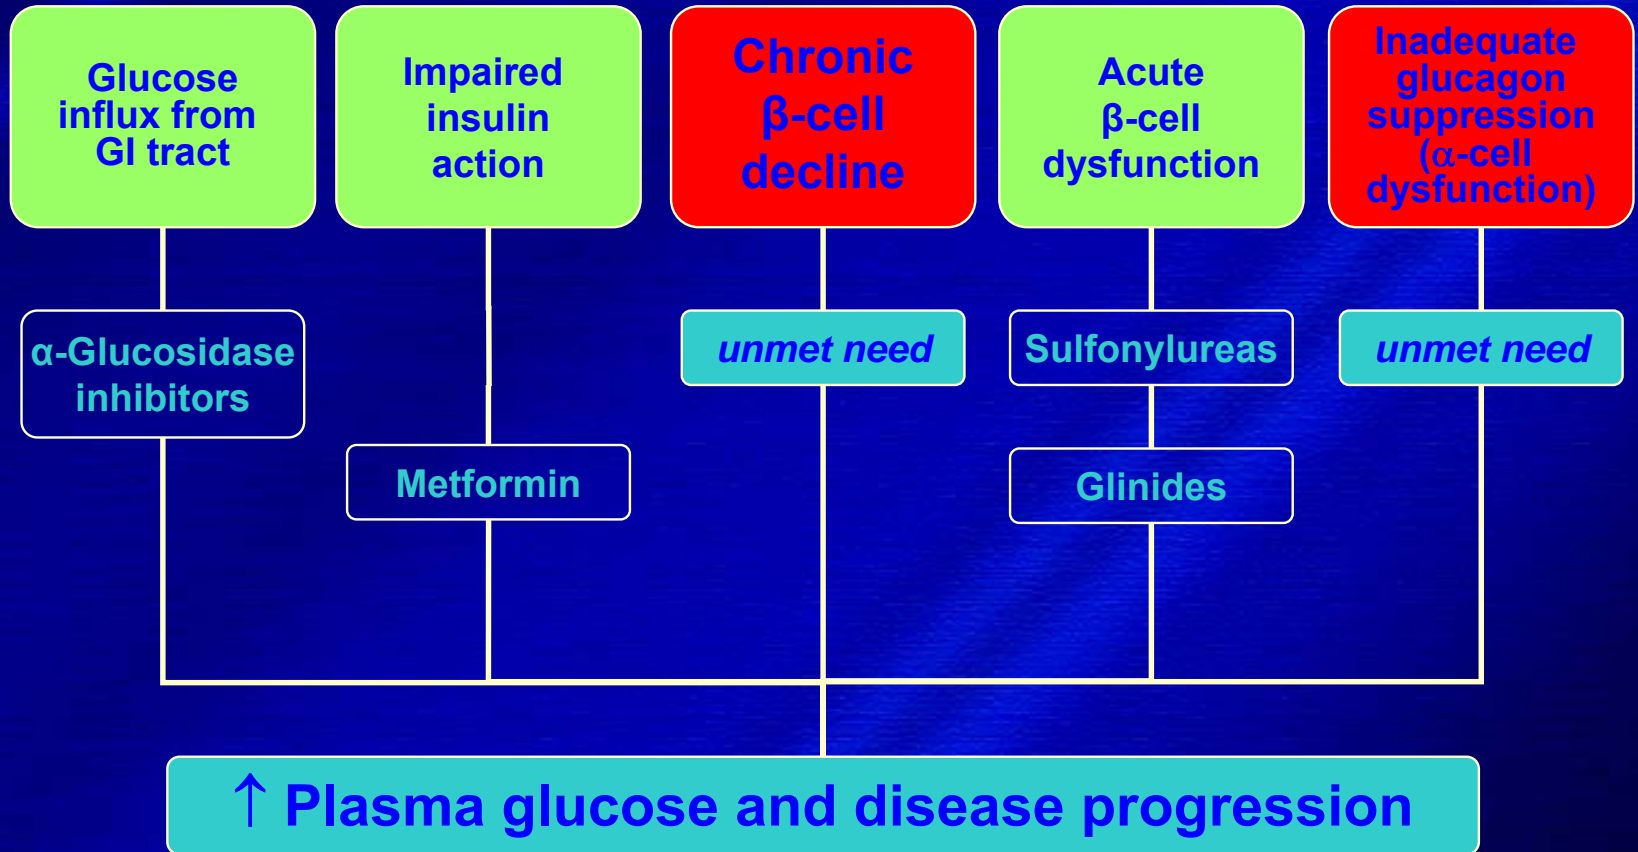 Glucose
influx from
GI tract
Impaired
insulin
action
Chronic
β-cell
decline
Acute
β-cell
dysfunction
Inadequate
glucagon
suppression
(α-cell
dysfunction)
α-Glucosidase
inhibitors
Metformin
unmet need
Sulfonylureas
Glinides
unmet need
↑ Plasma glucose and disease progression